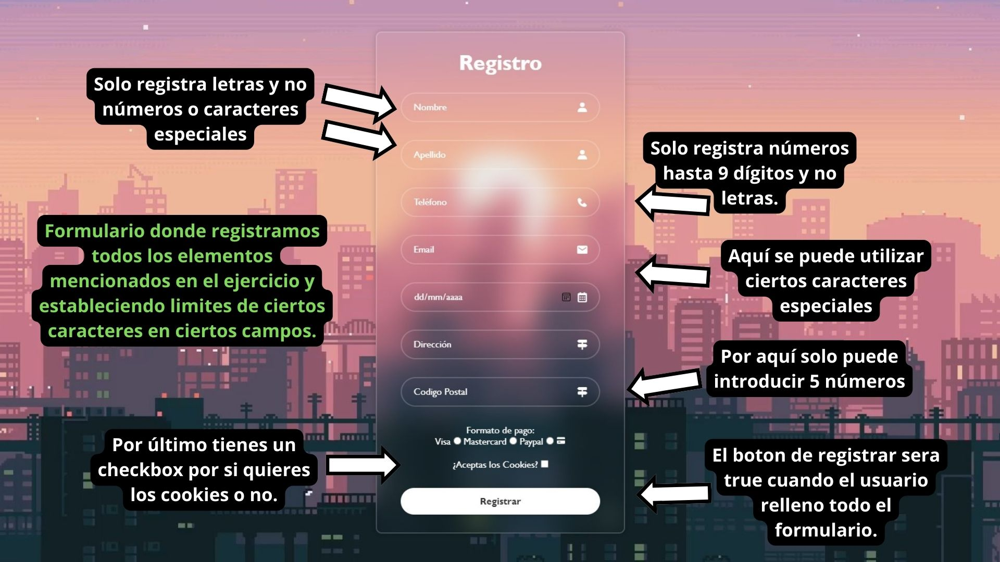 Registro
Solo registra letras y no
números o caracteres
especiales
Nombre
Apellido
Solo registra números
hasta 9 dígitos y no
letras.
Teléfono
Formulario donde registramos
todos los elementos
mencionados en el ejercicio y
estableciendo limites de ciertos
caracteres en ciertos campos.
Email
Aquí se puede utilizar
ciertos caracteres
especiales
dd/mm/aaaa
Dirección
Por aquí solo puede
introducir 5 números
Codigo Postal
Formato de pago:
Visa Mastercard Paypal
Por último tienes un
checkbox por si quieres
los cookies o no.
¿Aceptas los Cookies?
El boton de registrar sera
true cuando el usuario
relleno todo el
formulario.
Registrar